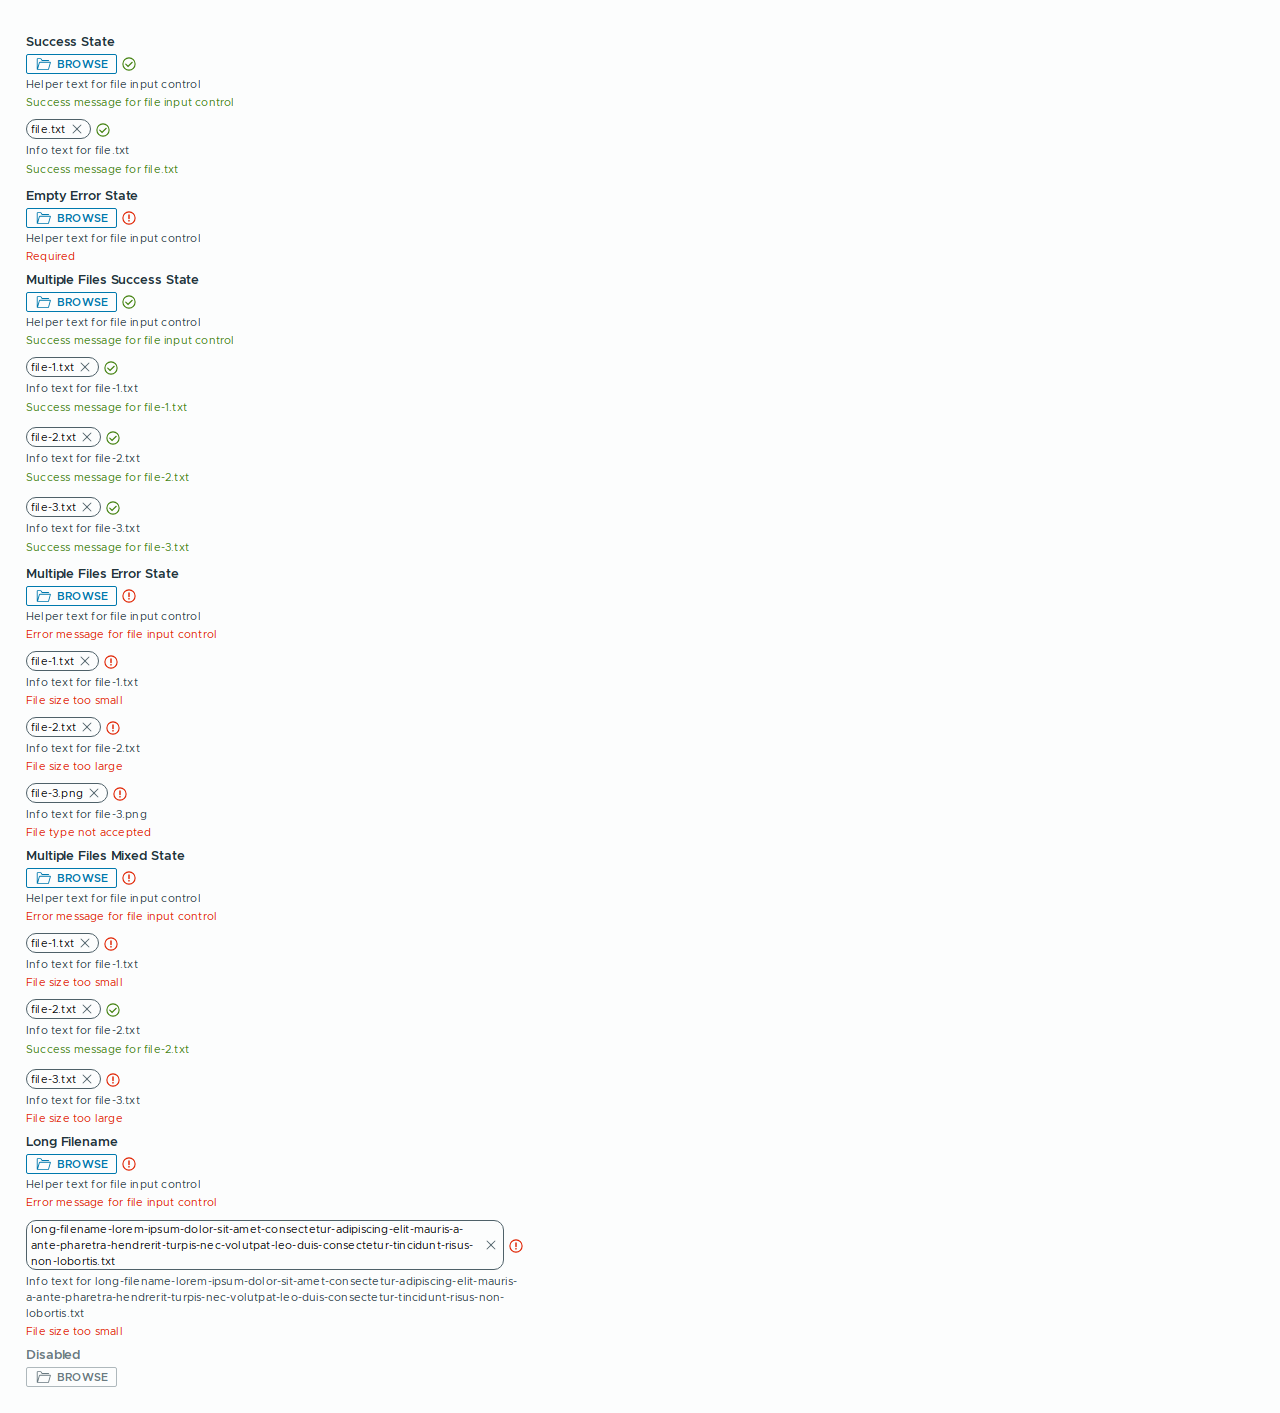 Success State
BROWSE
Helper text for file input control
Success message for file input control
file.txt
Info text for file.txt
Success message for file.txt
Empty Error State
BROWSE
Helper text for file input control
Required
Multiple Files Success State
BROWSE
Helper text for file input control
Success message for file input control
file-1.txt
Info text for file-1.txt
Success message for file-1.txt
file-2.txt
Info text for file-2.txt
Success message for file-2.txt
file-3.txt
Info text for file-3.txt
Success message for file-3.txt
Multiple Files Error State
BROWSE
Helper text for file input control
Error message for file input control
file-1.txt
Info text for file-1.txt
File size too small
file-2.txt
Info text for file-2.txt
File size too large
file-3.png
Info text for file-3.png
File type not accepted
Multiple Files Mixed State
BROWSE
Helper text for file input control
Error message for file input control
file-1.txt
Info text for file-1.txt
File size too small
file-2.txt
Info text for file-2.txt
Success message for file-2.txt
file-3.txt
Info text for file-3.txt
File size too large
Long Filename
BROWSE
Helper text for file input control
Error message for file input control
long-filename-lorem-ipsum-dolor-sit-amet-consectetur-adipiscing-elit-mauris-a-
ante-pharetra-hendrerit-turpis-nec-volutpat-leo-duis-consectetur-tincidunt-risus-
non-lobortis.txt
Info text for long-filename-lorem-ipsum-dolor-sit-amet-consectetur-adipiscing-elit-mauris-
a-ante-pharetra-hendrerit-turpis-nec-volutpat-leo-duis-consectetur-tincidunt-risus-non-
lobortis.txt
File size too small
Disabled
BROWSE